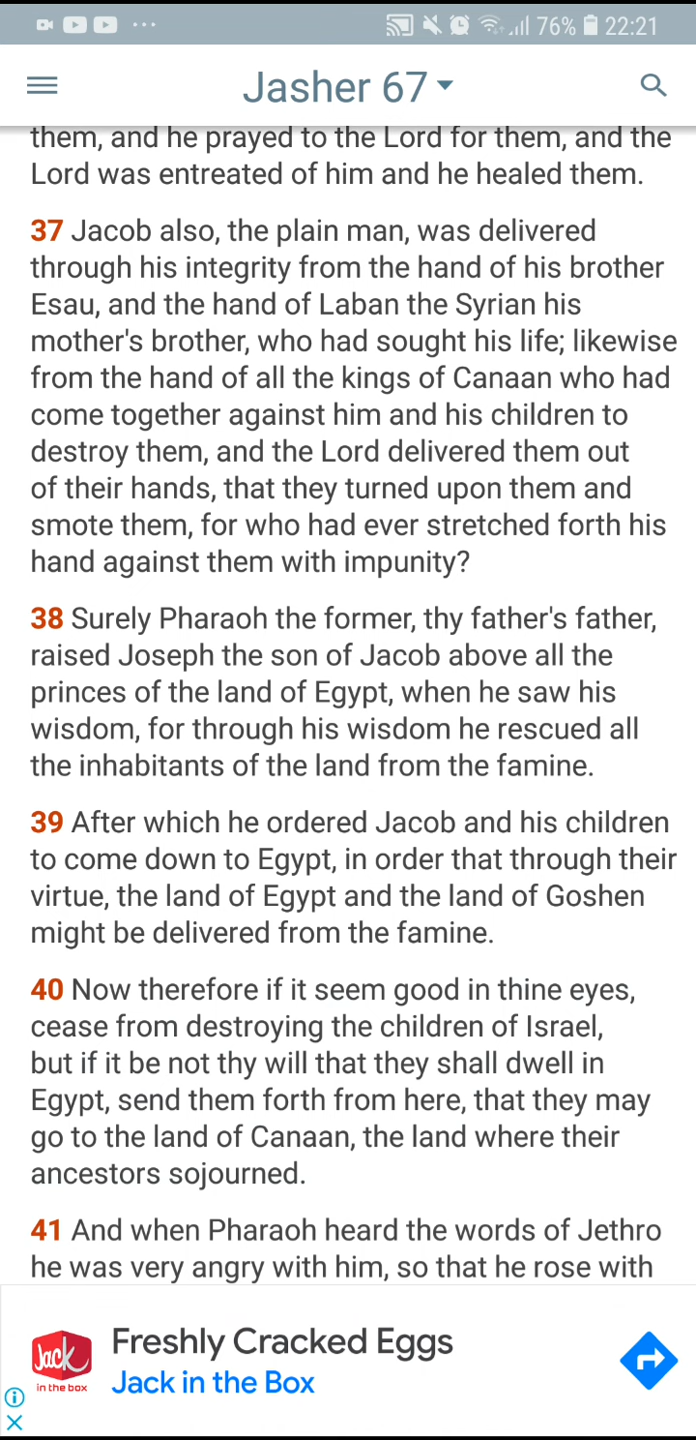 76% 22:21
Jasher 67
them, and he prayed to the Lord for them, and the
Lord was entreated of him and he healed them.
37 Jacob also, the plain man, was delivered
through his integrity from the hand of his brother
Esau, and the hand of Laban the Syrian his
mother's brother, who had sought his life; likewise
from the hand of all the kings of Canaan who had
come together against him and his children to
destroy them, and the Lord delivered them out
of their hands, that they turned upon them and
smote them, for who had ever stretched forth his
hand against them with impunity?
38 Surely Pharaoh the former, thy father's father,
raised Joseph the son of Jacob above all the
princes of the land of Egypt, when he saw his
wisdom, for through his wisdom he rescued all
the inhabitants of the land from the famine.
39 After which he ordered Jacob and his children
to come down to Egypt, in order that through their
virtue, the land of Egypt and the land of Goshen
might be delivered from the famine.
40 Now therefore if it seem good in thine eyes,
cease from destroying the children of Israel,
but if it be not thy will that they shall dwell in
Egypt, send them forth from here, that they may
go to the land of Canaan, the land where their
ancestors sojourned.
41 And when Pharaoh heard the words of Jethro
he was very angry with him, so that he rose with
Freshly Cracked Eggs
Jack in the Box
Jack
in the box